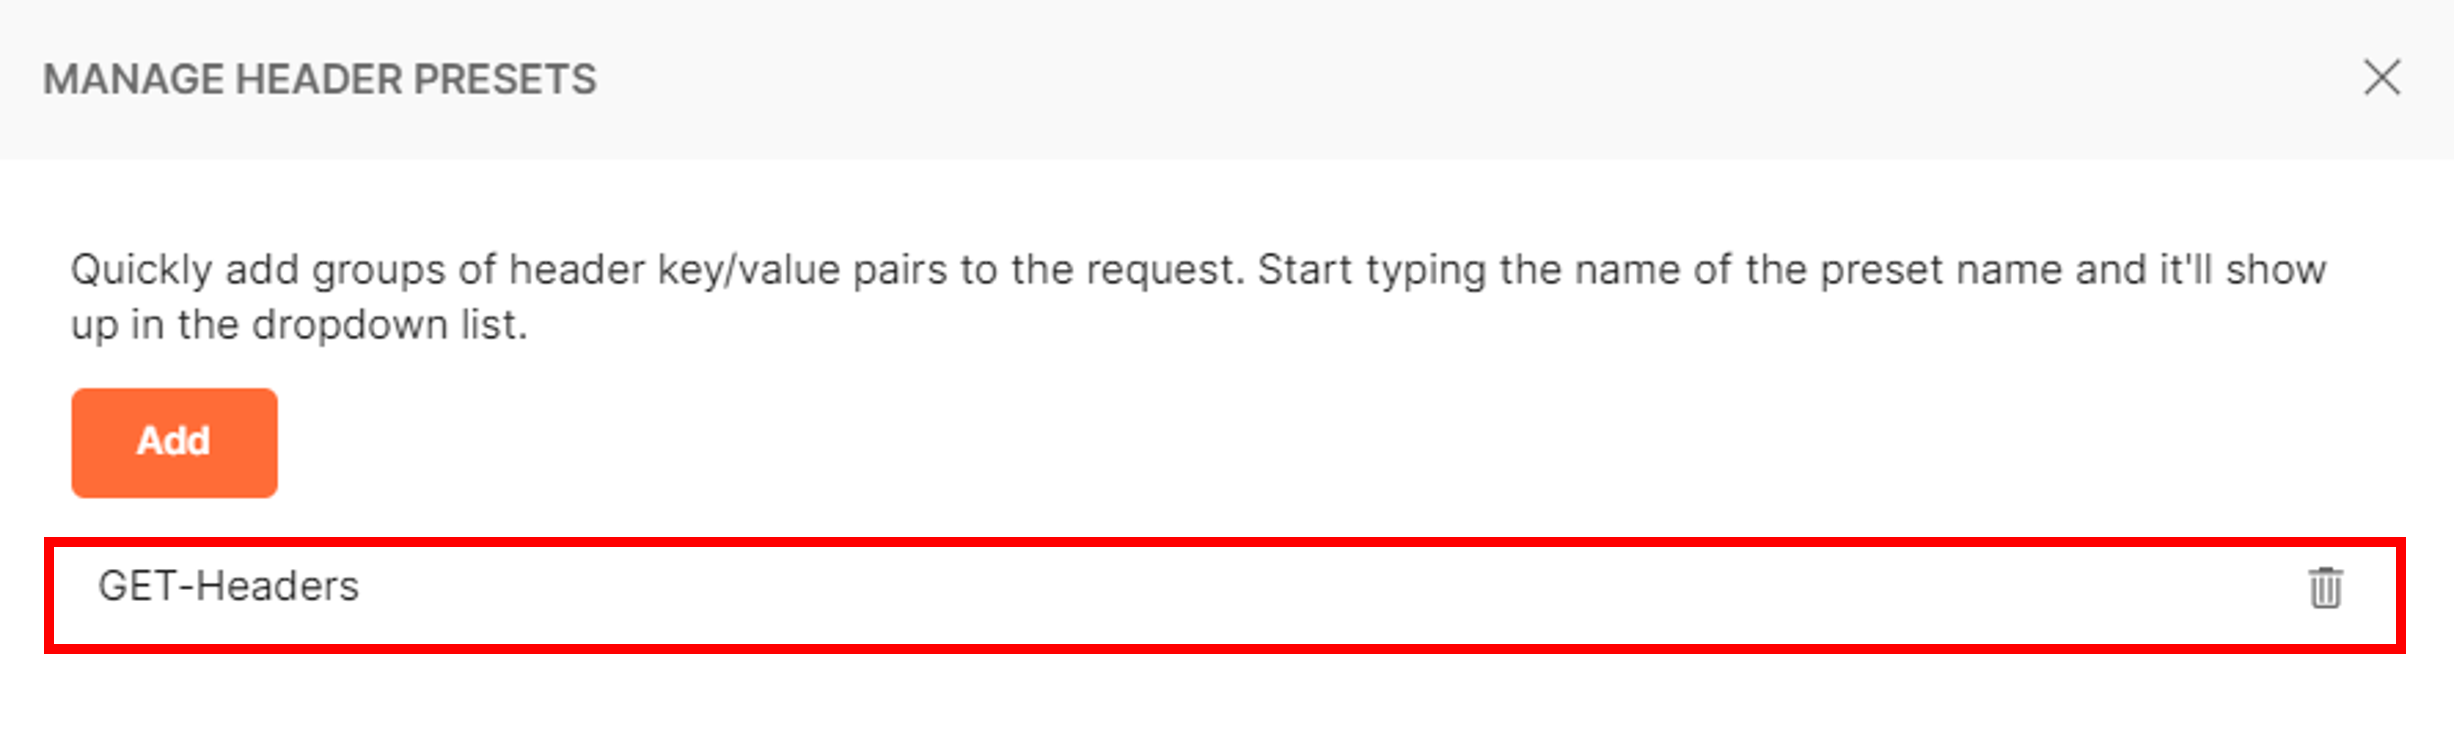 MANAGE HEADER PRESETS
Quickly add groups of header key/value pairs to the request. Start typing the name of the preset name and it'll show
up in the dropdown list.
Add
GET-Headers